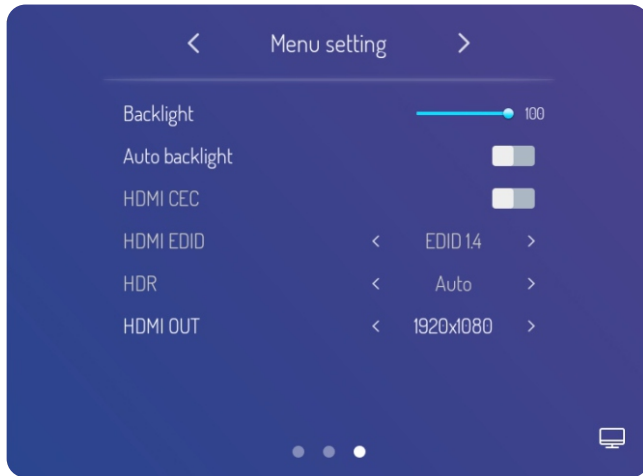 Menu setting
Backlight 100
Auto backlight
HDMI CEC
HDMI EDID < EDID 1.4 >
HDR < Auto >
HDMI OUT < 1920x1080 >